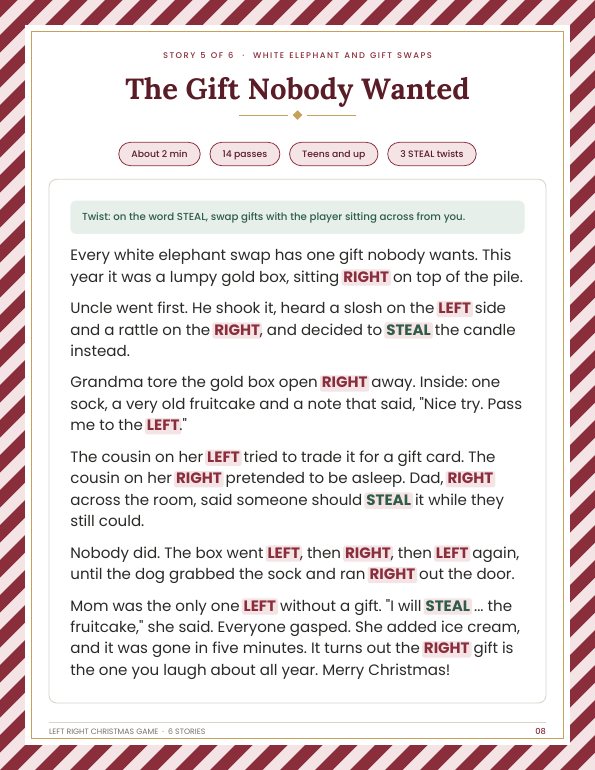 STORY 5 OF 6 · WHITE ELEPHANT AND GIFT SWAPS
The Gift Nobody Wanted
About 2 min
14 passes
Teens and up
3 STEAL twists
Twist: on the word STEAL, swap gifts with the player sitting across from you.
Every white elephant swap has one gift nobody wants. This
year it was a lumpy gold box, sitting RIGHT on top of the pile.
Uncle went first. He shook it, heard a slosh on the LEFT side
and a rattle on the RIGHT, and decided to STEAL the candle
instead.
Grandma tore the gold box open RIGHT away. Inside: one
sock, a very old fruitcake and a note that said, "Nice try. Pass
me to the LEFT."
The cousin on her LEFT tried to trade it for a gift card. The
cousin on her RIGHT pretended to be asleep. Dad, RIGHT
across the room, said someone should STEAL it while they
still could.
Nobody did. The box went LEFT, then RIGHT, then LEFT again,
until the dog grabbed the sock and ran RIGHT out the door.
Mom was the only one LEFT without a gift. "I will STEAL ... the
fruitcake," she said. Everyone gasped. She added ice cream,
and it was gone in five minutes. It turns out the RIGHT gift is
the one you laugh about all year. Merry Christmas!
LEFT RIGHT CHRISTMAS GAME · 6 STORIES
08